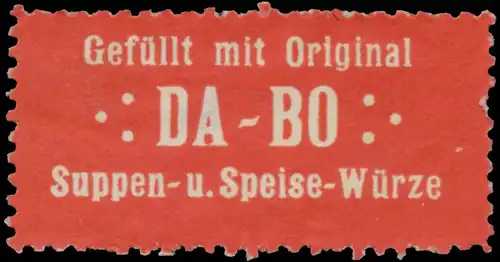 Gefüllt mit Original
DA-BO
Suppen- u. Speise-Würze